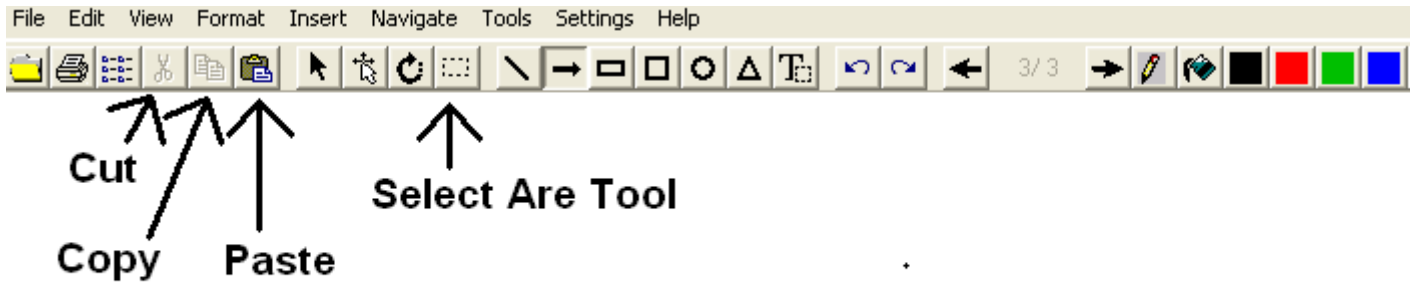 File Edit View Format Insert Navigate Tools Settings Help
T
3/3
Cut
Select Are Tool
Copy Paste